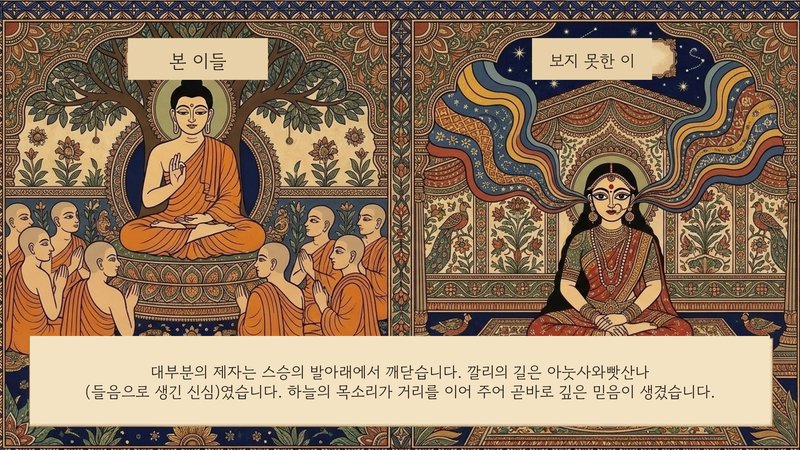 본 이들
보지 못한 이
대부분의 제자는 스승의 발아래에서 깨닫습니다. 깔리의 길은 아눗사와빳산나
(들음으로 생긴 신심)였습니다. 하늘의 목소리가 거리를 이어 주어 곧바로 깊은 믿음이 생겼습니다.